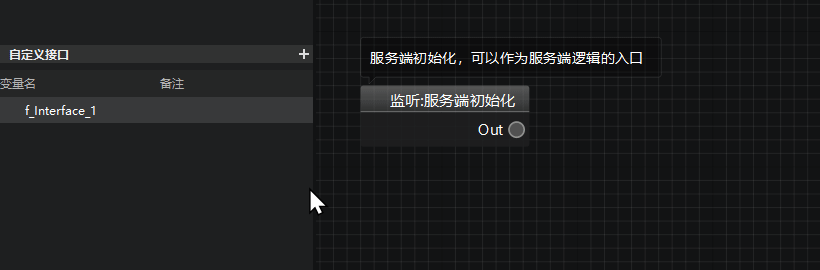 自定义接口
变量名 备注
f_Interface_1
服务端初始化，可以作为服务端逻辑的入口
监听:服务端初始化
Out